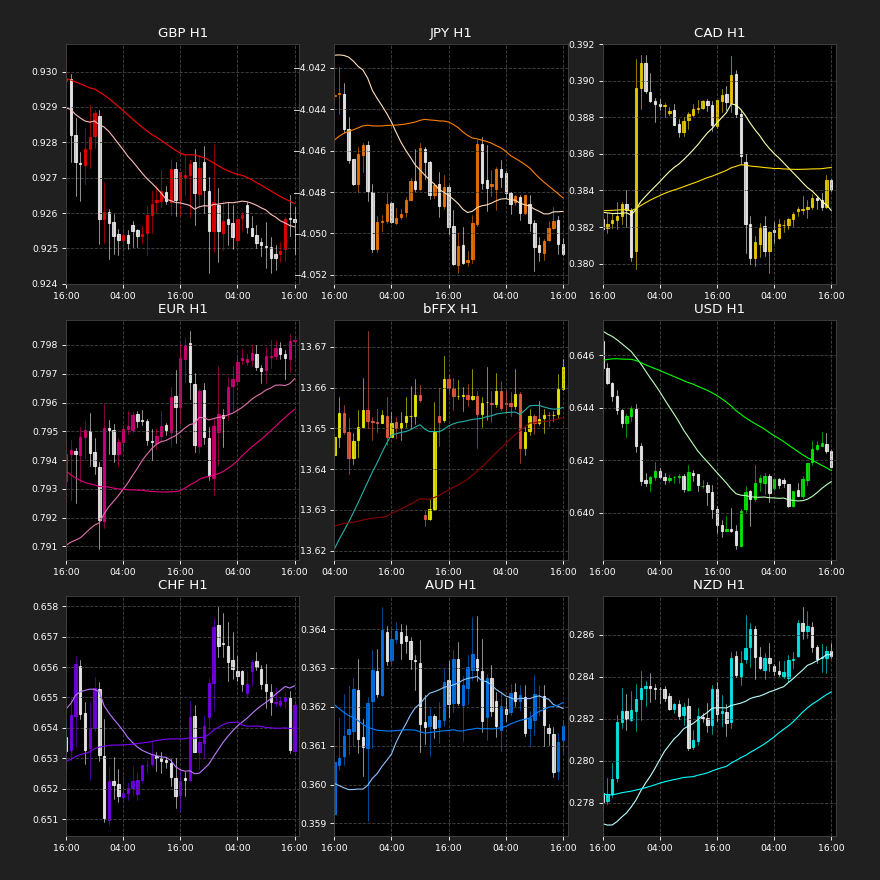 GBP H1 JPY H1 CAD H1
0.930 0.929 0.928 0.927 0.926 0.925 0.924
−4.042 −4.044 −4.046 −4.048 −4.050 −4.052
0.392 0.390 0.388 0.386 0.384 0.382 0.380
16:00 04:00 16:00 04:00 16:00 16:00 04:00 16:00 04:00 16:00 16:00 04:00 16:00 04:00 16:00
EUR H1 bFFX H1 USD H1
0.798 0.797 0.796 0.795 0.794 0.793 0.792 0.791
13.67 13.66 13.65 13.64 13.63 13.62
0.646 0.644 0.642 0.640
16:00 04:00 16:00 04:00 16:00 04:00 16:00 04:00 16:00 04:00 16:00 04:00 16:00 04:00 16:00
CHF H1 AUD H1 NZD H1
0.658 0.657 0.656 0.655 0.654 0.653 0.652 0.651
0.364 0.363 0.362 0.361 0.360 0.359
0.286 0.284 0.282 0.280 0.278
16:00 04:00 16:00 04:00 16:00 16:00 04:00 16:00 04:00 16:00 16:00 04:00 16:00 04:00 16:00